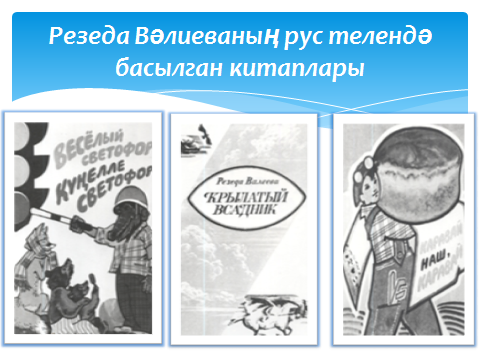 Резеда Вәлиеваның рус телендә
басылган китаплары
ВЕСЁЛЫЙ
СВЕТОФОР
КҮҢЕЛЛЕ
СВЕТОФОР
Резеда Валеева
КРЫЛАТЫЙ
ВСАДНИК
КАРАВАЙ
НАШ,
КАРАВАЙ